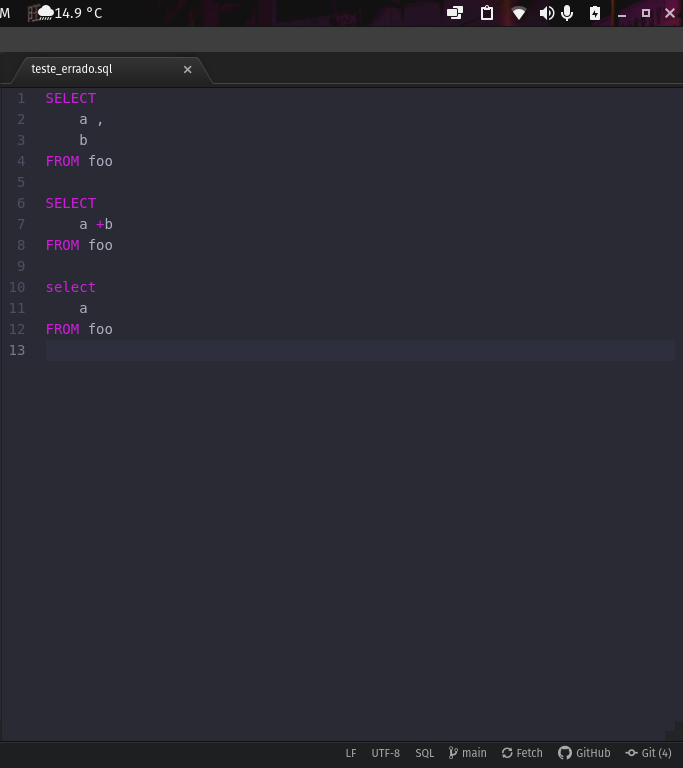 M 14.9 °C
teste_errado.sql
1 SELECT
2 a ,
3 b
4 FROM foo
5
6 SELECT
7 a +b
8 FROM foo
9
10 select
11 a
12 FROM foo
13
LF UTF-8 SQL main Fetch GitHub Git (4)